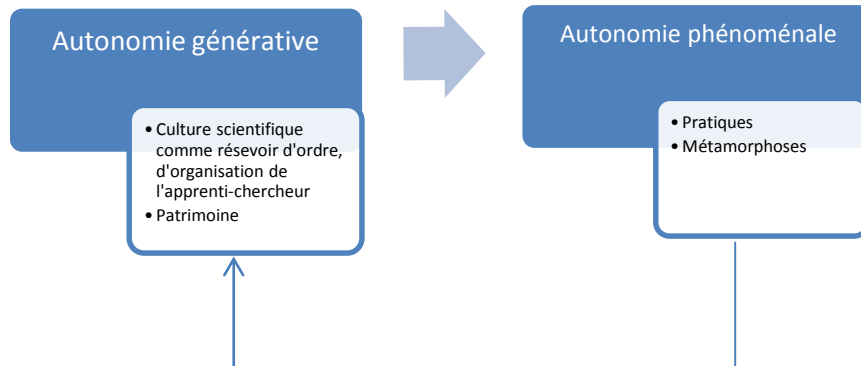 Autonomie générative
• Culture scientifique
comme résevoir d'ordre,
d'organisation de
l'apprenti-chercheur
• Patrimoine
Autonomie phénoménale
• Pratiques
• Métamorphoses